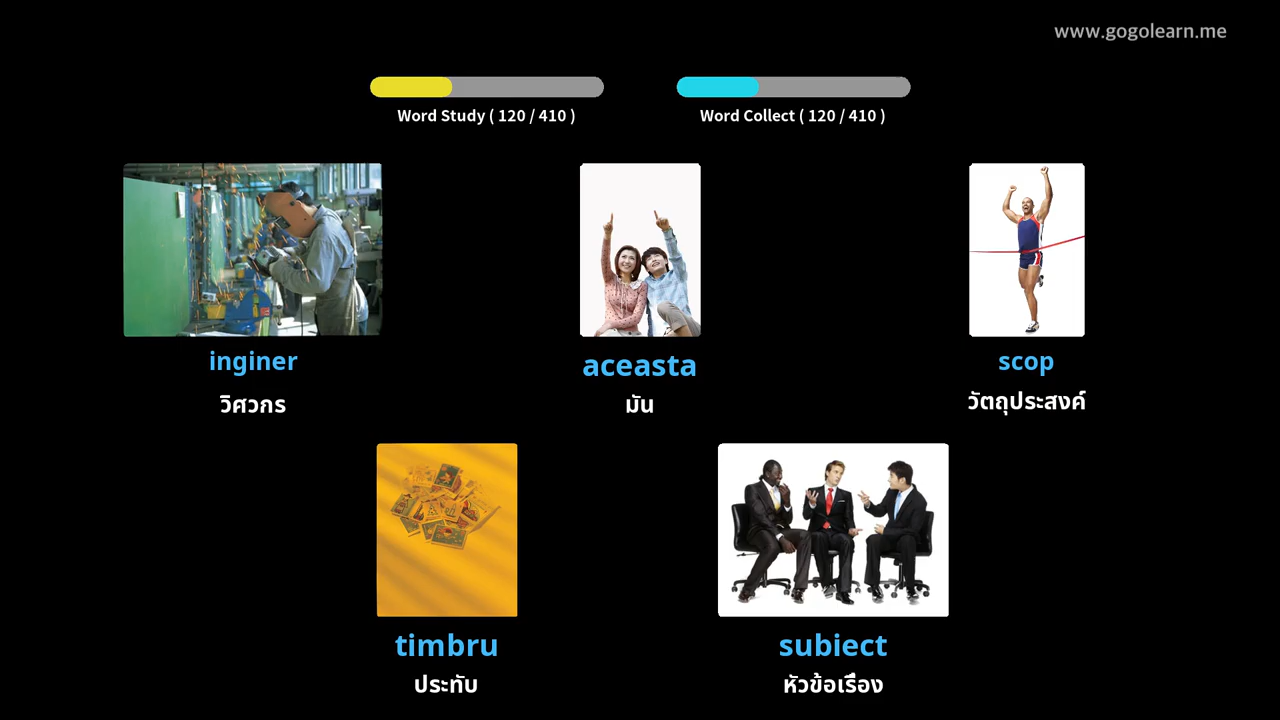 www.gogolearn.me
Word Study ( 120 / 410 )
Word Collect ( 120 / 410 )
inginer
วิศวกร
aceasta
มัน
scop
วัตถุประสงค์
timbru
ประทับ
subiect
หัวข้อเรื่อง